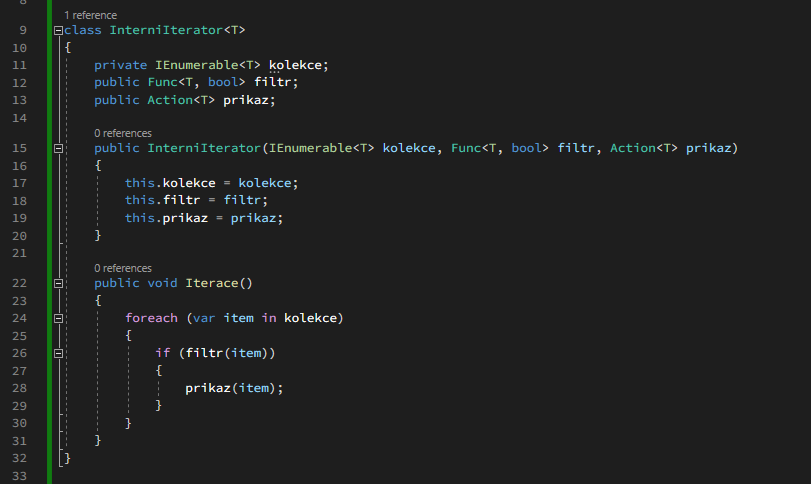 8
1 reference
9 class InterniIterator<T>
10 {
11 private IEnumerable<T> kolekce;
12 public Func<T, bool> filtr;
13 public Action<T> prikaz;
14
0 references
15 public InterniIterator(IEnumerable<T> kolekce, Func<T, bool> filtr, Action<T> prikaz)
16 {
17 this.kolekce = kolekce;
18 this.filtr = filtr;
19 this.prikaz = prikaz;
20 }
21
0 references
22 public void Iterace()
23 {
24 foreach (var item in kolekce)
25 {
26 if (filtr(item))
27 {
28 prikaz(item);
29 }
30 }
31 }
32 }
33